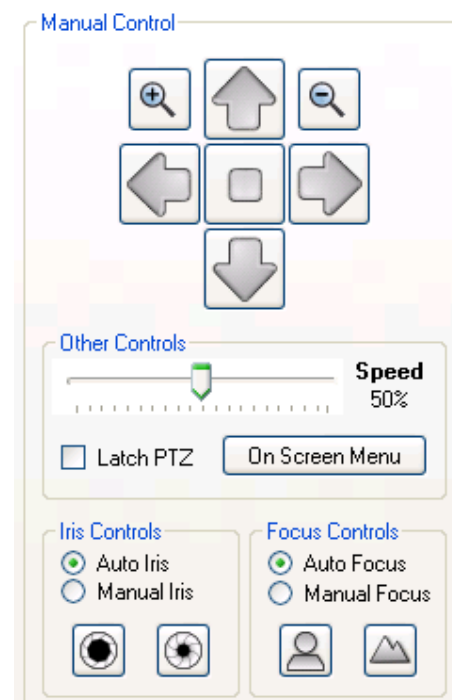 Manual Control
Other Controls
Speed
50%
Latch PTZ
On Screen Menu
Iris Controls
Auto Iris
Manual Iris
Focus Controls
Auto Focus
Manual Focus